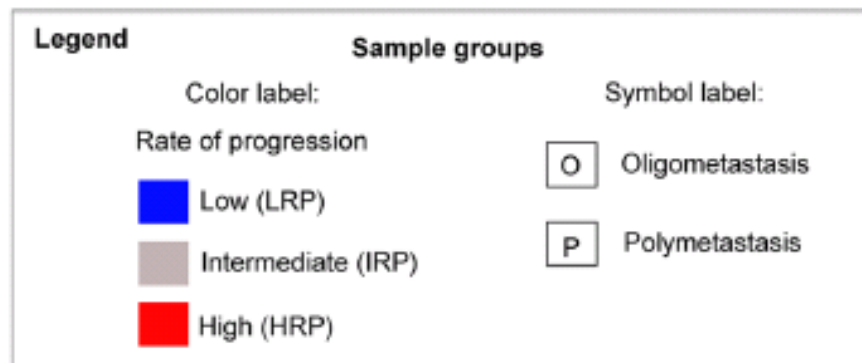 Legend
Sample groups
Color label:
Symbol label:
Rate of progression
O Oligometastasis
Low (LRP)
P Polymetastasis
Intermediate (IRP)
High (HRP)